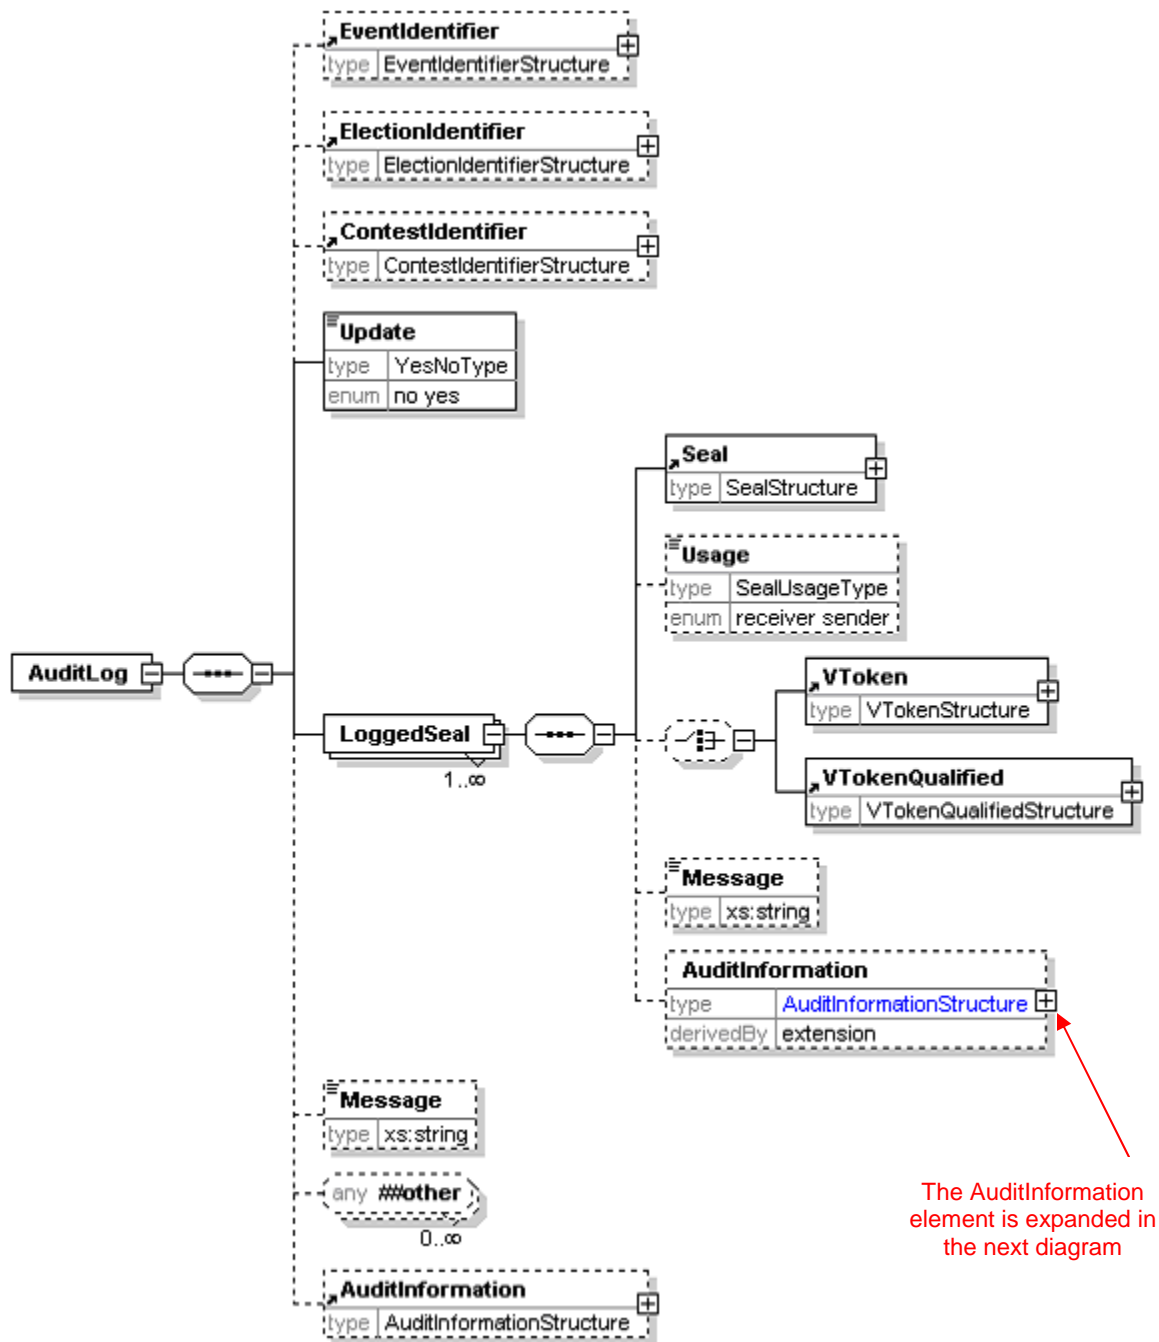 EventIdentifier
type EventIdentifierStructure
ElectionIdentifier
type ElectionIdentifierStructure
ContestIdentifier
type ContestIdentifierStructure
Update
type YesNoType
enum no yes
Seal
type SealStructure
Usage
type SealUsageType
enum receiver sender
AuditLog
LoggedSeal
1..∞
VToken
type VTokenStructure
VTokenQualified
type VTokenQualifiedStructure
Message
type xs:string
AuditInformation
type AuditInformationStructure
derivedBy extension
Message
type xs:string
any ##other
0..∞
The AuditInformation
element is expanded in
the next diagram
AuditInformation
type AuditInformationStructure